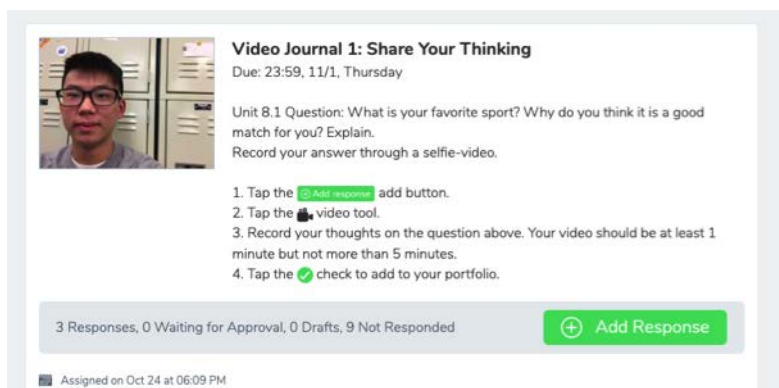 Video Journal 1: Share Your Thinking
Due: 23:59, 11/1, Thursday
Unit 8.1 Question: What is your favorite sport? Why do you think it is a good
match for you? Explain.
Record your answer through a selfie-video.
1. Tap the Add response add button.
2. Tap the video tool.
3. Record your thoughts on the question above. Your video should be at least 1
minute but not more than 5 minutes.
4. Tap the check to add to your portfolio.
3 Responses, 0 Waiting for Approval, 0 Drafts, 9 Not Responded
Add Response
Assigned on Oct 24 at 06:09 PM